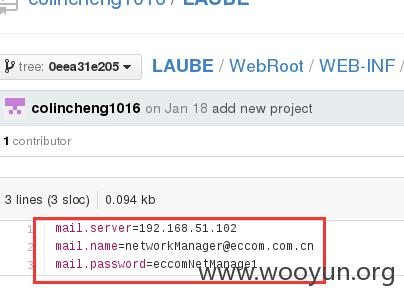 colincheng1016 / LAUBE
tree: 0eea31e205
LAUBE / WebRoot / WEB-INF /
colincheng1016 on Jan 18 add new project
1 contributor
3 lines (3 sloc) 0.094 kb
1 mail.server=192.168.51.102
2 mail.name=networkManager@eccom.com.cn
3 mail.password=eccomNetManage1
www.wooyun.org